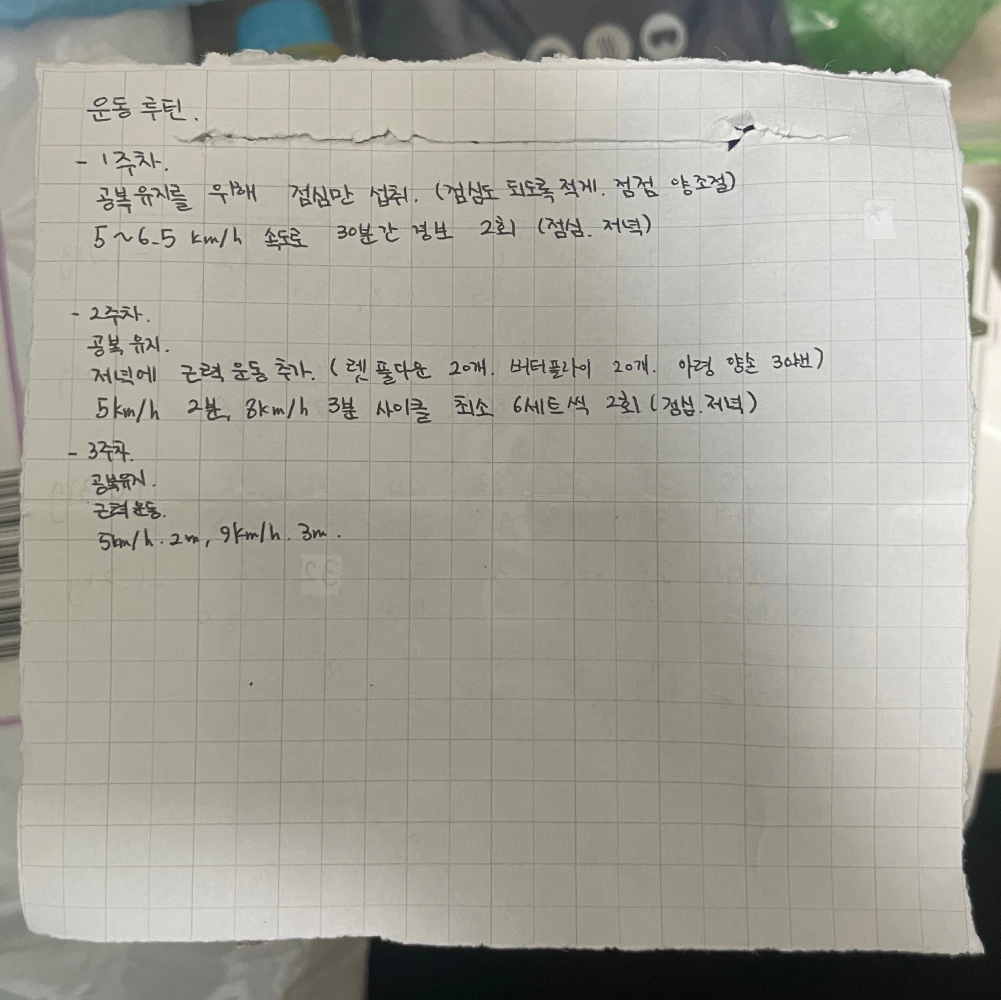 운동 루틴.
- 1주차.
공복유지를 위해 점심만 섭취. (점심도 되도록 적게. 점점 양조절)
5~6.5 km/h 속도로 30분간 경보 2회 (점심. 저녁)
- 2주차.
공복 유지.
저녁에 근력 운동 추가. (렛 풀다운 20개. 버터플라이 20개. 아령 양손 30번)
5km/h 2분, 8km/h 3분 사이클 최소 6세트씩 2회 (점심.저녁)
- 3주차.
공복유지.
근력 운동.
5km/h. 2m, 9km/h. 3m.